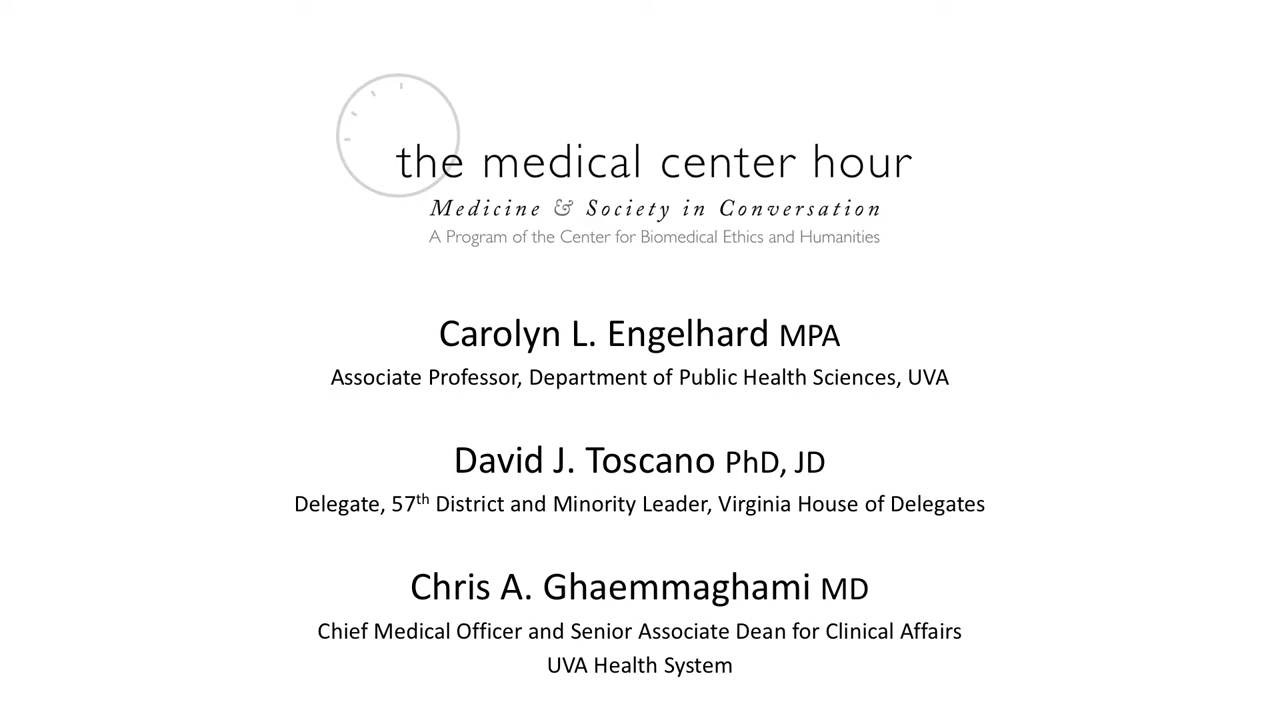 the medical center hour
Medicine & Society in Conversation
A Program of the Center for Biomedical Ethics and Humanities
Carolyn L. Engelhard MPA
Associate Professor, Department of Public Health Sciences, UVA
David J. Toscano PhD, JD
Delegate, 57th District and Minority Leader, Virginia House of Delegates
Chris A. Ghaemmaghami MD
Chief Medical Officer and Senior Associate Dean for Clinical Affairs
UVA Health System